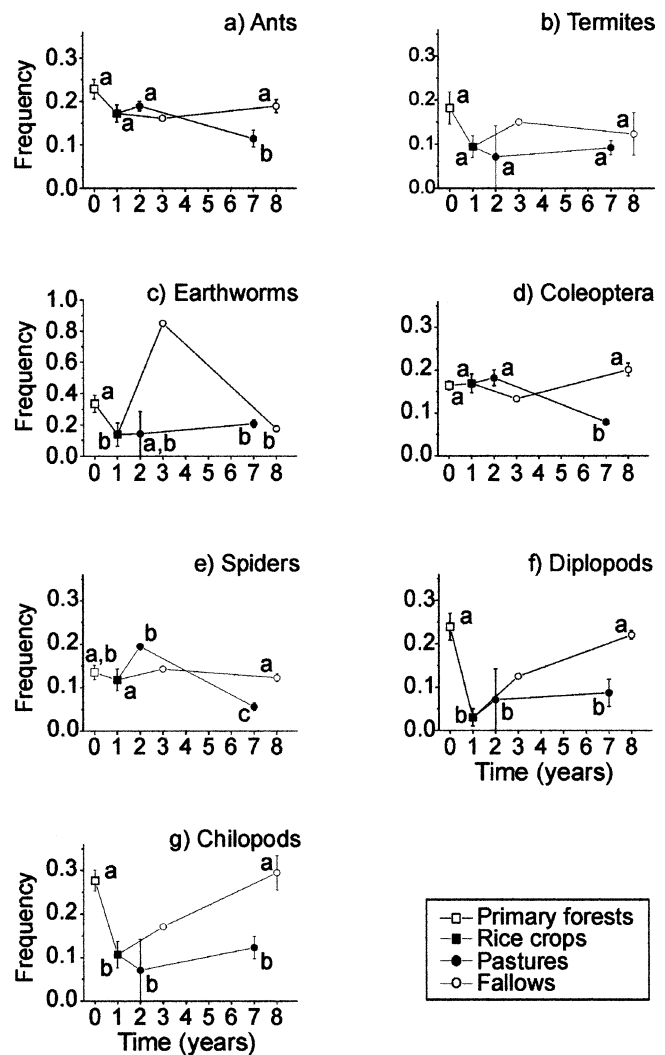 a) Ants
Frequency
0.3
0.2
0.1
0.0
a
a
a
a
b
0 1 2 3 4 5 6 7 8
b) Termites
0.3
0.2
0.1
0.0
a
a
a
a
0 1 2 3 4 5 6 7 8
c) Earthworms
Frequency
1.0
0.8
0.6
0.4
0.2
0.0
a
b
a,b
b
b
0 1 2 3 4 5 6 7 8
d) Coleoptera
0.3
0.2
0.1
0.0
a
a
a
a
b
0 1 2 3 4 5 6 7 8
e) Spiders
Frequency
0.3
0.2
0.1
0.0
a,b
a
b
a
c
0 1 2 3 4 5 6 7 8
f) Diplopods
0.3
0.2
0.1
0.0
a
b
b
a
b
0 1 2 3 4 5 6 7 8
Time (years)
g) Chilopods
Frequency
0.3
0.2
0.1
0.0
a
b
b
a
b
0 1 2 3 4 5 6 7 8
Time (years)
Primary forests
Rice crops
Pastures
Fallows